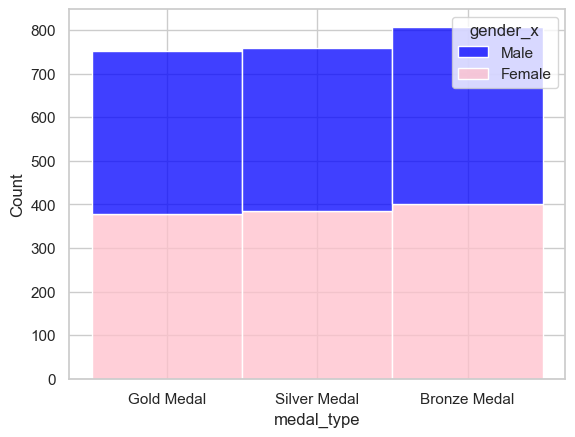 gender_x
Male
Female
Count
800
700
600
500
400
300
200
100
0
Gold Medal
Silver Medal
Bronze Medal
medal_type